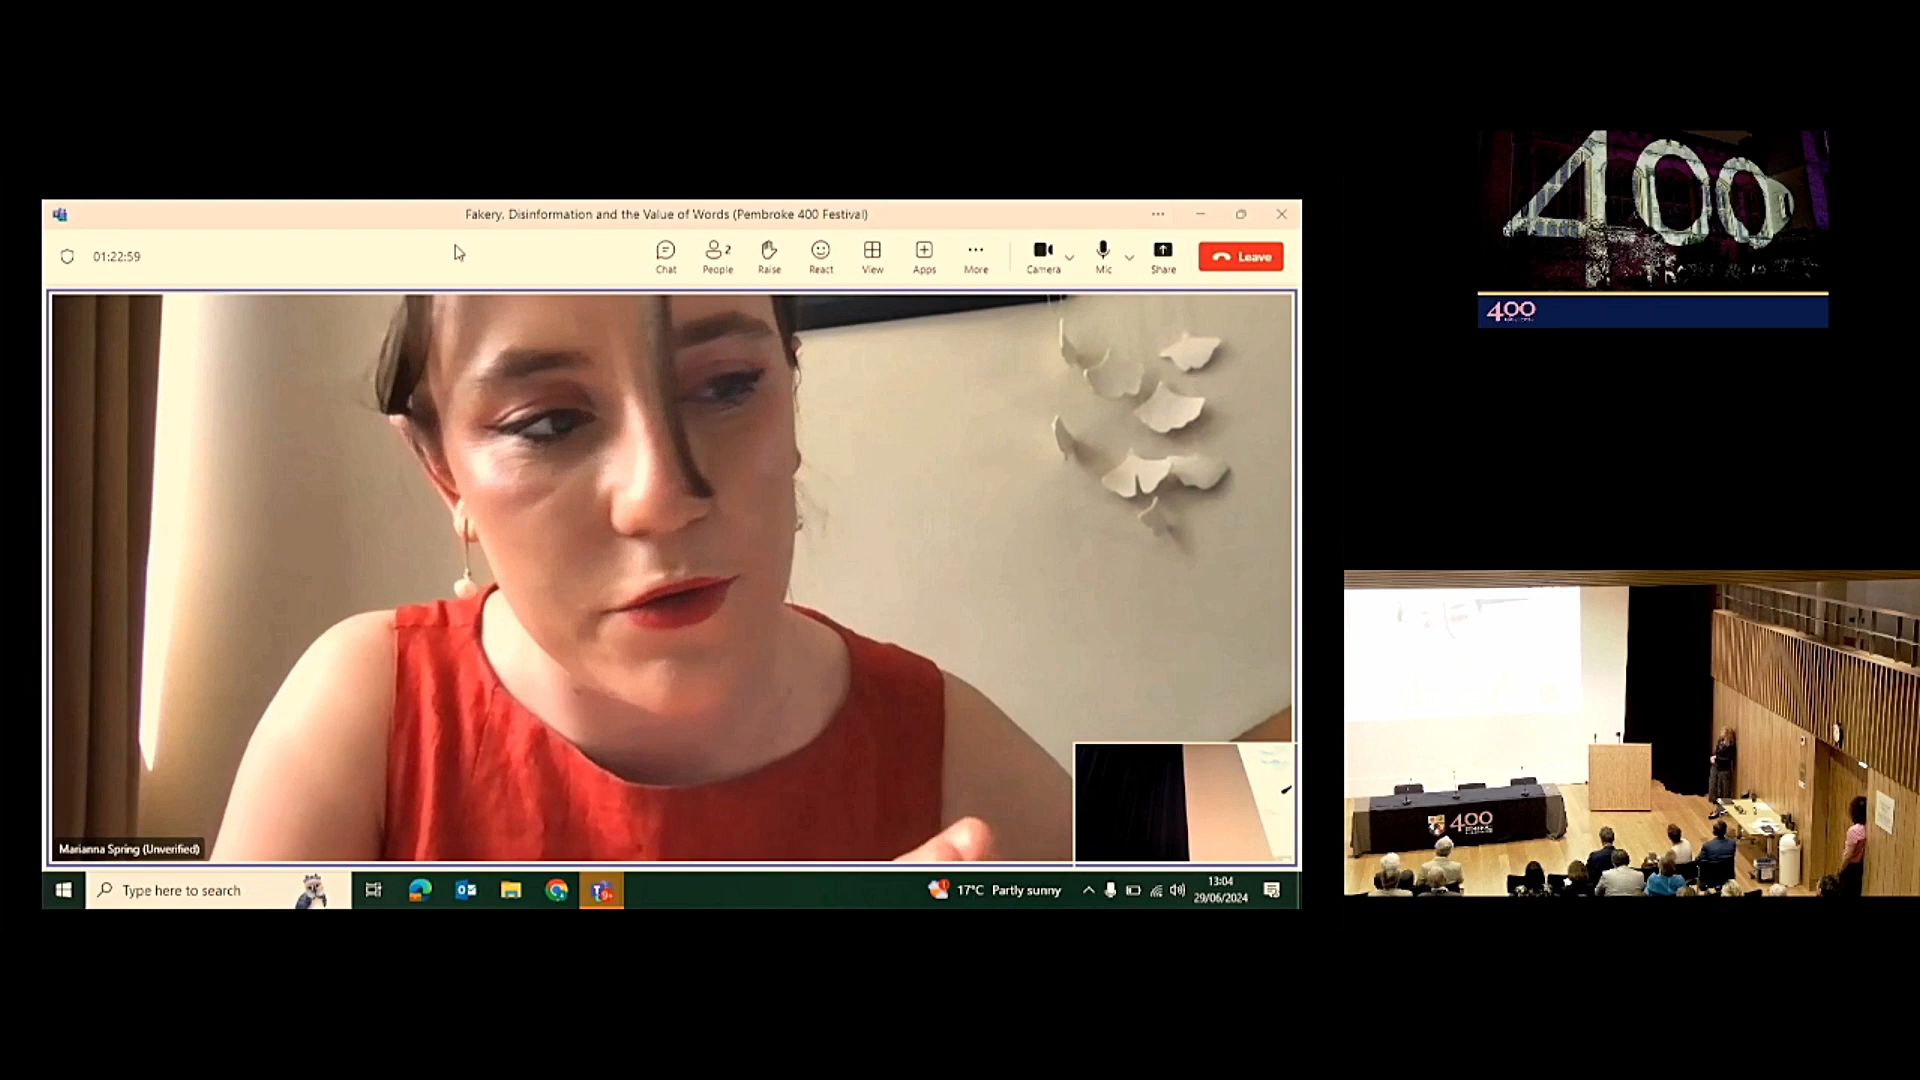 Fakery, Disinformation and the Value of Words (Pembroke 400 Festival)
01:22:59
Chat
People
2
Raise
React
View
Apps
More
Camera
Mic
Share
Leave
Marianna Spring (Unverified)
Type here to search
17°C Partly sunny
13:04
29/06/2024
400
400
400